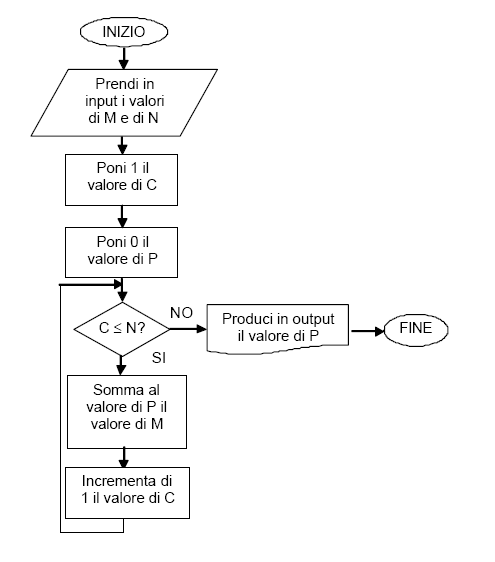 INIZIO
Prendi in
input i valori
di M e di N
Poni 1 il
valore di C
Poni 0 il
valore di P
C ≤ N?
NO
Produci in output
il valore di P
FINE
SI
Somma al
valore di P il
valore di M
Incrementa di
1 il valore di C